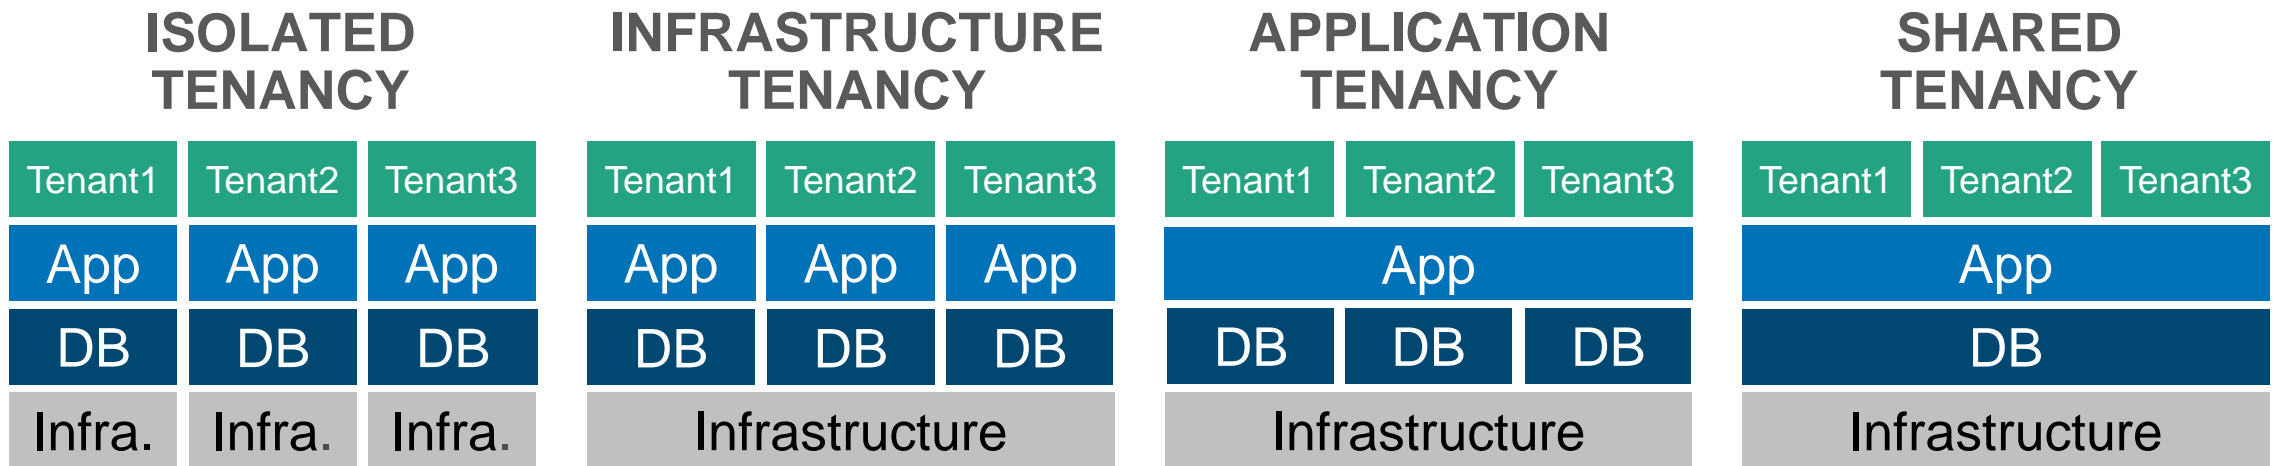 ISOLATED
TENANCY
Tenant1 Tenant2 Tenant3
App App App
DB DB DB
Infra. Infra. Infra.
INFRASTRUCTURE
TENANCY
Tenant1 Tenant2 Tenant3
App App App
DB DB DB
Infrastructure
APPLICATION
TENANCY
Tenant1 Tenant2 Tenant3
App
DB DB DB
Infrastructure
SHARED
TENANCY
Tenant1 Tenant2 Tenant3
App
DB
Infrastructure